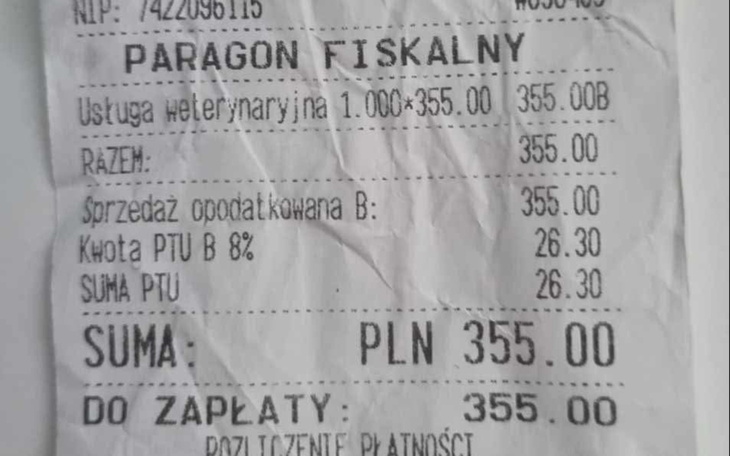 NIP: 7422096115
PARAGON FISKALNY
Usługa weterynaryjna 1.000*355.00 355.00B
RAZEM: 355.00
Sprzedaż opodatkowana B: 355.00
Kwota PTU B 8% 26.30
SUMA PTU 26.30
SUMA: PLN 355.00
DO ZAPŁATY: 355.00
ROZLICZENIE PŁATNOŚCI